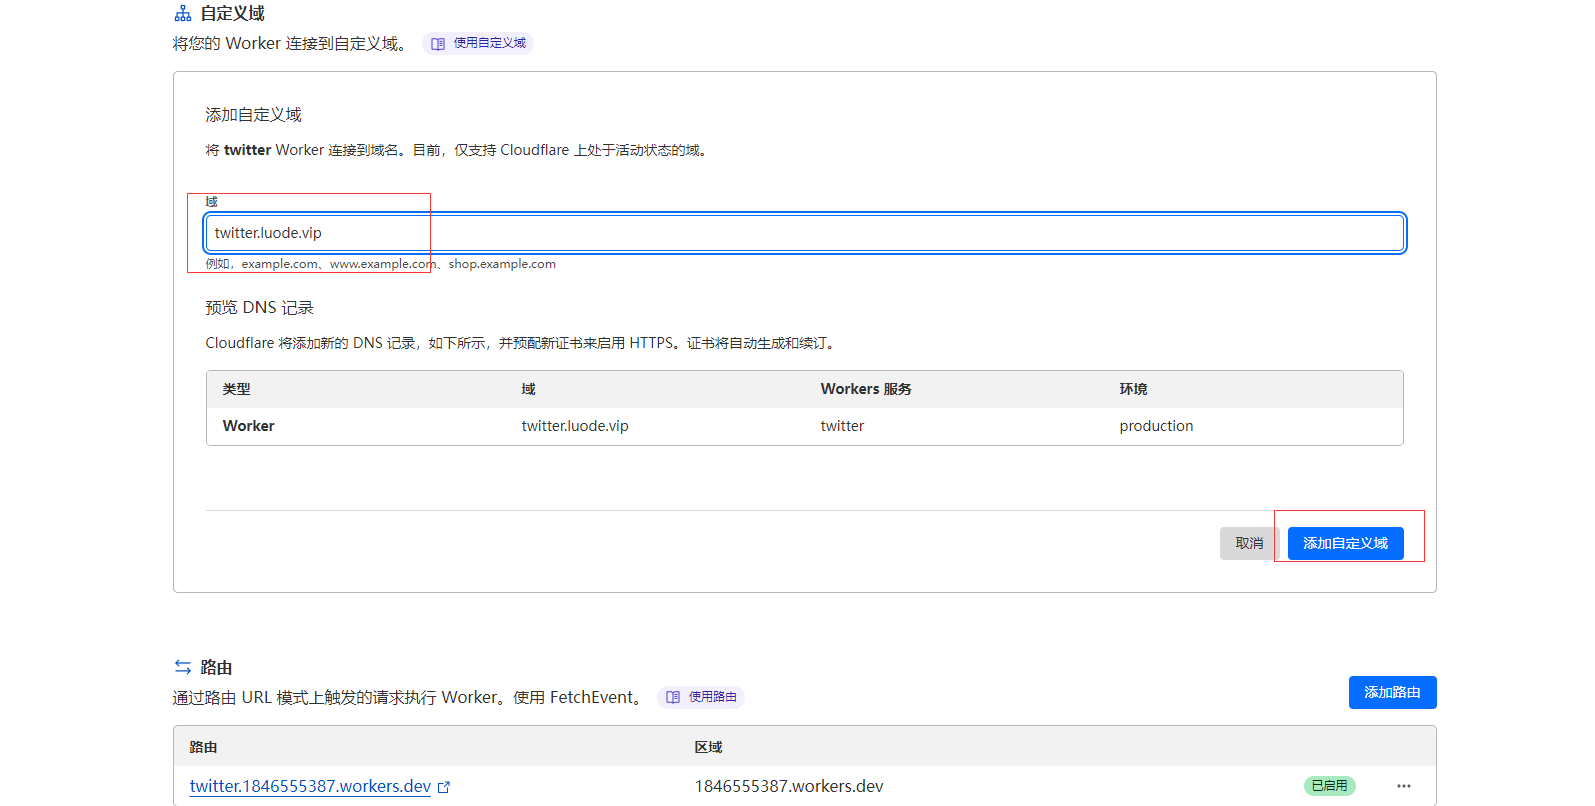 自定义域
将您的 Worker 连接到自定义域。 使用自定义域
添加自定义域
将 twitter Worker 连接到域名。目前，仅支持 Cloudflare 上处于活动状态的域。
域
twitter.luode.vip
例如，example.com、www.example.com、shop.example.com
预览 DNS 记录
Cloudflare 将添加新的 DNS 记录，如下所示，并预配新证书来启用 HTTPS。证书将自动生成和续订。
类型 域 Workers 服务 环境
Worker twitter.luode.vip twitter production
取消 添加自定义域
路由
通过路由 URL 模式上触发的请求执行 Worker。使用 FetchEvent。 使用路由 添加路由
路由 区域
twitter.1846555387.workers.dev 1846555387.workers.dev 已启用